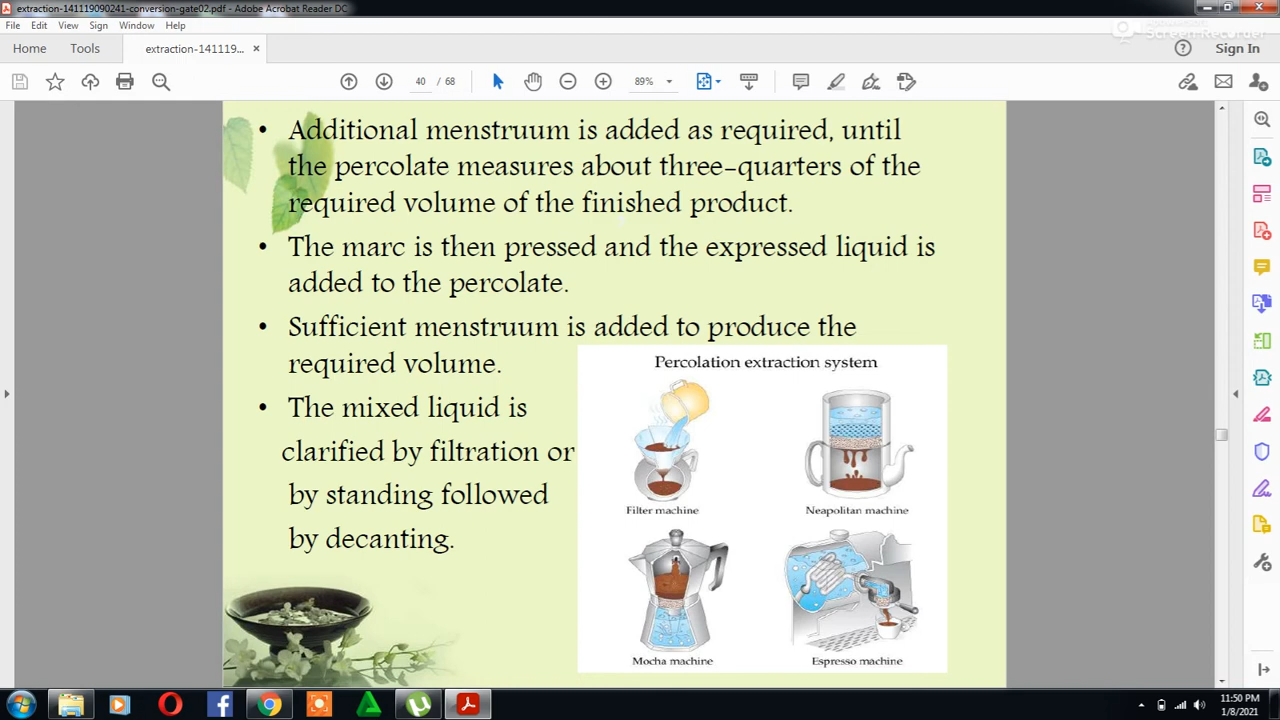 extraction-141119090241-conversion-gate02.pdf - Adobe Acrobat Reader DC
File Edit View Sign Window Help
Home Tools extraction-141119... × Sign In
40 / 68 89%
• Additional menstruum is added as required, until
the percolate measures about three-quarters of the
required volume of the finished product.
• The marc is then pressed and the expressed liquid is
added to the percolate.
• Sufficient menstruum is added to produce the
required volume.
• The mixed liquid is
clarified by filtration or
by standing followed
by decanting.
Percolation extraction system
Filter machine Neapolitan machine
Mocha machine Espresso machine
11:50 PM
1/8/2021